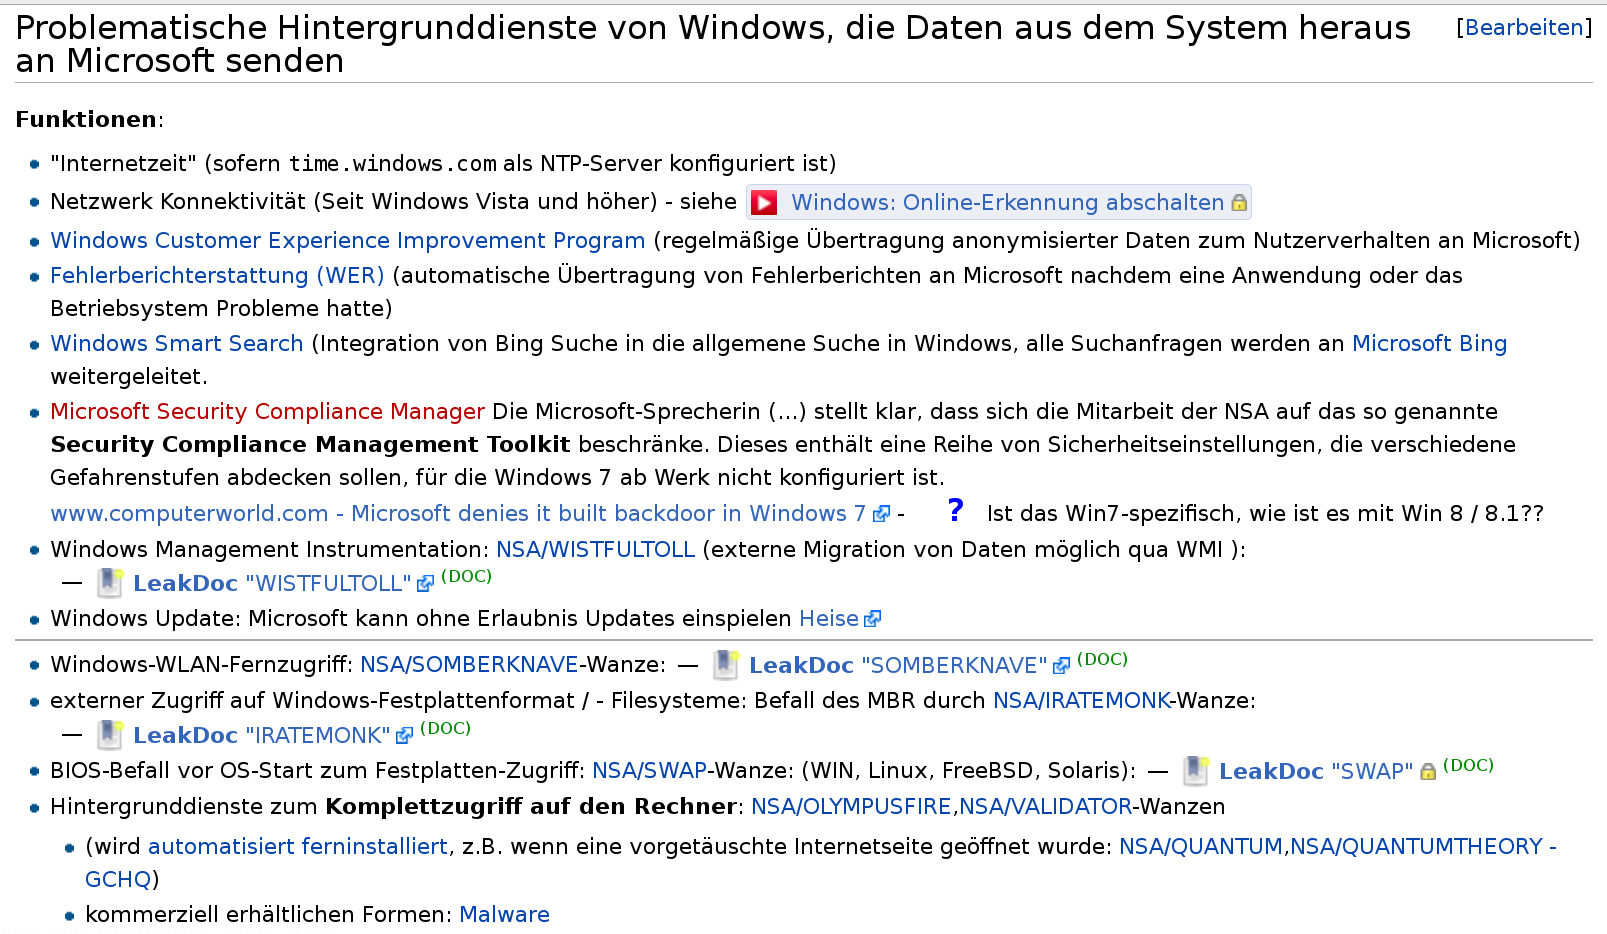 Problematische Hintergrunddienste von Windows, die Daten aus dem System heraus [Bearbeiten]
an Microsoft senden
Funktionen:
"Internetzeit" (sofern time.windows.com als NTP-Server konfiguriert ist)
Netzwerk Konnektivität (Seit Windows Vista und höher) - siehe Windows: Online-Erkennung abschalten
Windows Customer Experience Improvement Program (regelmäßige Übertragung anonymisierter Daten zum Nutzerverhalten an Microsoft)
Fehlerberichterstattung (WER) (automatische Übertragung von Fehlerberichten an Microsoft nachdem eine Anwendung oder das
Betriebsystem Probleme hatte)
Windows Smart Search (Integration von Bing Suche in die allgemene Suche in Windows, alle Suchanfragen werden an Microsoft Bing
weitergeleitet.
Microsoft Security Compliance Manager Die Microsoft-Sprecherin (...) stellt klar, dass sich die Mitarbeit der NSA auf das so genannte
Security Compliance Management Toolkit beschränke. Dieses enthält eine Reihe von Sicherheitseinstellungen, die verschiedene
Gefahrenstufen abdecken sollen, für die Windows 7 ab Werk nicht konfiguriert ist.
www.computerworld.com - Microsoft denies it built backdoor in Windows 7 - ? Ist das Win7-spezifisch, wie ist es mit Win 8 / 8.1??
Windows Management Instrumentation: NSA/WISTFULTOLL (externe Migration von Daten möglich qua WMI ):
— LeakDoc "WISTFULTOLL" (DOC)
Windows Update: Microsoft kann ohne Erlaubnis Updates einspielen Heise
Windows-WLAN-Fernzugriff: NSA/SOMBERKNAVE-Wanze: — LeakDoc "SOMBERKNAVE" (DOC)
externer Zugriff auf Windows-Festplattenformat / - Filesysteme: Befall des MBR durch NSA/IRATEMONK-Wanze:
— LeakDoc "IRATEMONK" (DOC)
BIOS-Befall vor OS-Start zum Festplatten-Zugriff: NSA/SWAP-Wanze: (WIN, Linux, FreeBSD, Solaris): — LeakDoc "SWAP" (DOC)
Hintergrunddienste zum Komplettzugriff auf den Rechner: NSA/OLYMPUSFIRE,NSA/VALIDATOR-Wanzen
(wird automatisiert ferninstalliert, z.B. wenn eine vorgetäuschte Internetseite geöffnet wurde: NSA/QUANTUM,NSA/QUANTUMTHEORY -
GCHQ)
kommerziell erhältlichen Formen: Malware